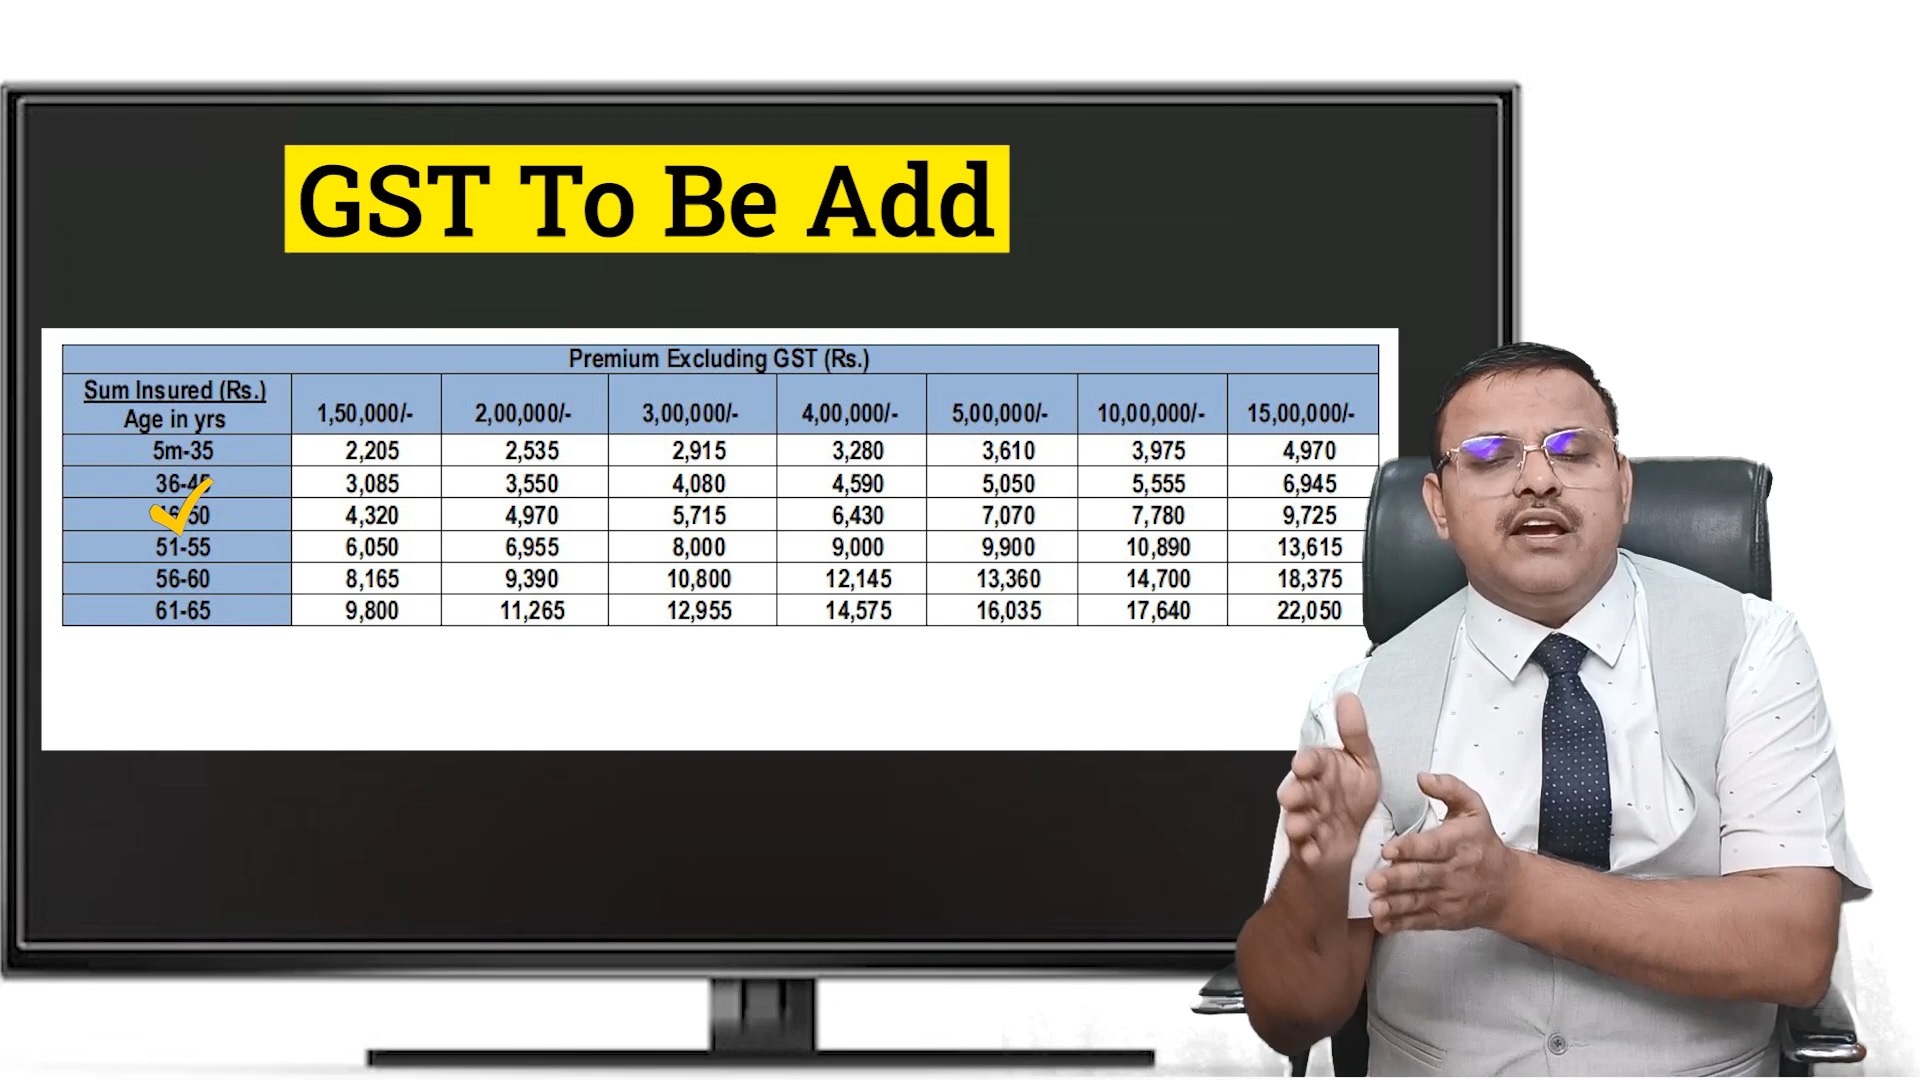 GST To Be Add
Premium Excluding GST (Rs.)
Sum Insured (Rs.)
Age in yrs 1,50,000/- 2,00,000/- 3,00,000/- 4,00,000/- 5,00,000/- 10,00,000/- 15,00,000/-
5m-35 2,205 2,535 2,915 3,280 3,610 3,975 4,970
3,085 3,550 4,080 4,590 5,050 5,555 6,945
4,320 4,970 5,715 6,430 7,070 7,780 9,725
51-55 6,050 6,955 8,000 9,000 9,900 10,890 13,615
56-60 8,165 9,390 10,800 12,145 13,360 14,700 18,375
61-65 9,800 11,265 12,955 14,575 16,035 17,640 22,050